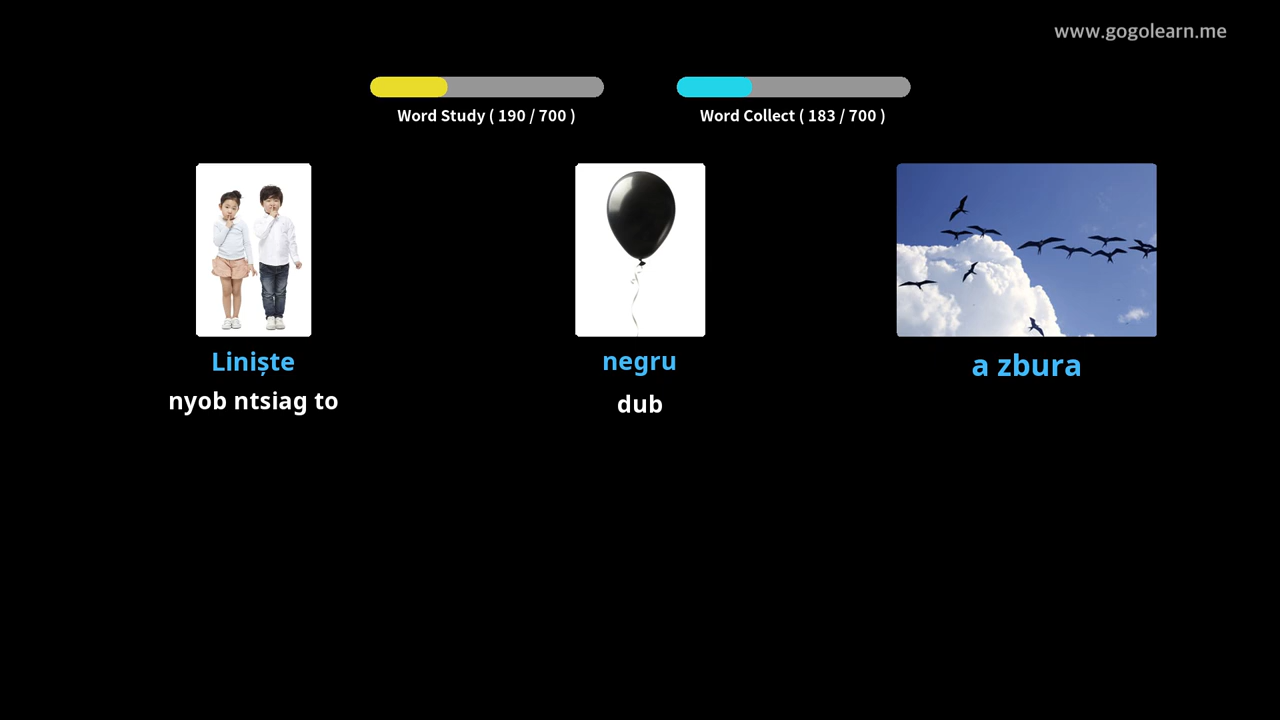 www.gogolearn.me
Word Study ( 190 / 700 )
Word Collect ( 183 / 700 )
Liniște
nyob ntsiag to
negru
dub
a zbura